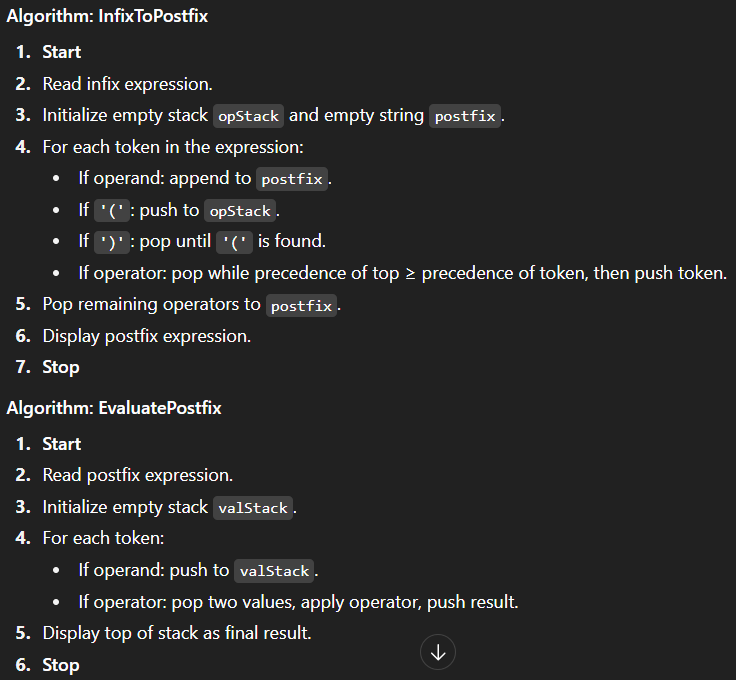 Algorithm: InfixToPostfix
1. Start
2. Read infix expression.
3. Initialize empty stack opStack and empty string postfix.
4. For each token in the expression:
• If operand: append to postfix.
• If '(': push to opStack.
• If ')': pop until '(' is found.
• If operator: pop while precedence of top ≥ precedence of token, then push token.
5. Pop remaining operators to postfix.
6. Display postfix expression.
7. Stop
Algorithm: EvaluatePostfix
1. Start
2. Read postfix expression.
3. Initialize empty stack valStack.
4. For each token:
• If operand: push to valStack.
• If operator: pop two values, apply operator, push result.
5. Display top of stack as final result.
6. Stop